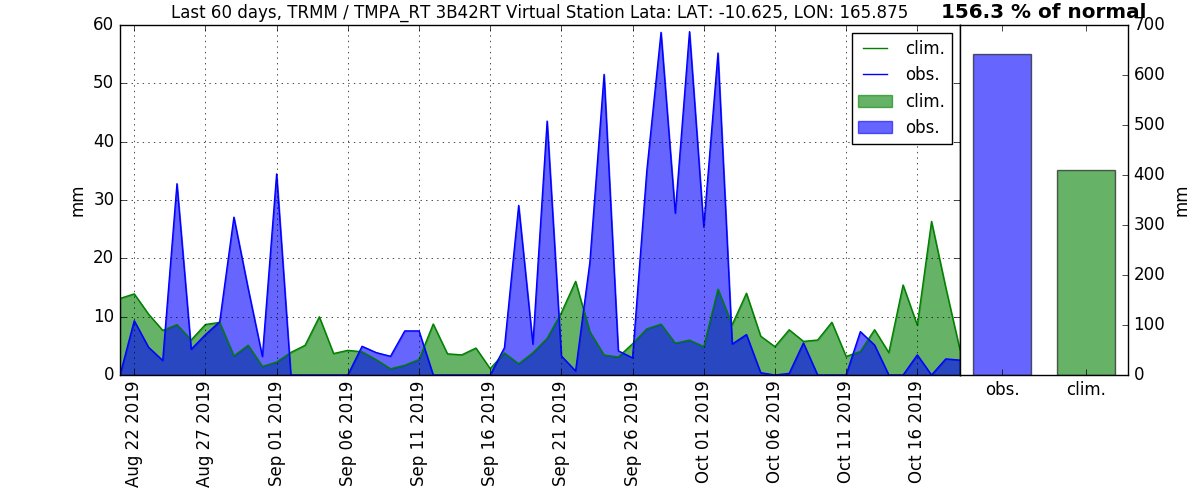 Last 60 days, TRMM / TMPA_RT 3B42RT Virtual Station Lata: LAT: -10.625, LON: 165.875
156.3 % of normal
60
50
40
30
20
10
0
mm
clim.
obs.
clim.
obs.
700
600
500
400
300
200
100
0
mm
Aug 22 2019
Aug 27 2019
Sep 01 2019
Sep 06 2019
Sep 11 2019
Sep 16 2019
Sep 21 2019
Sep 26 2019
Oct 01 2019
Oct 06 2019
Oct 11 2019
Oct 16 2019
obs.
clim.